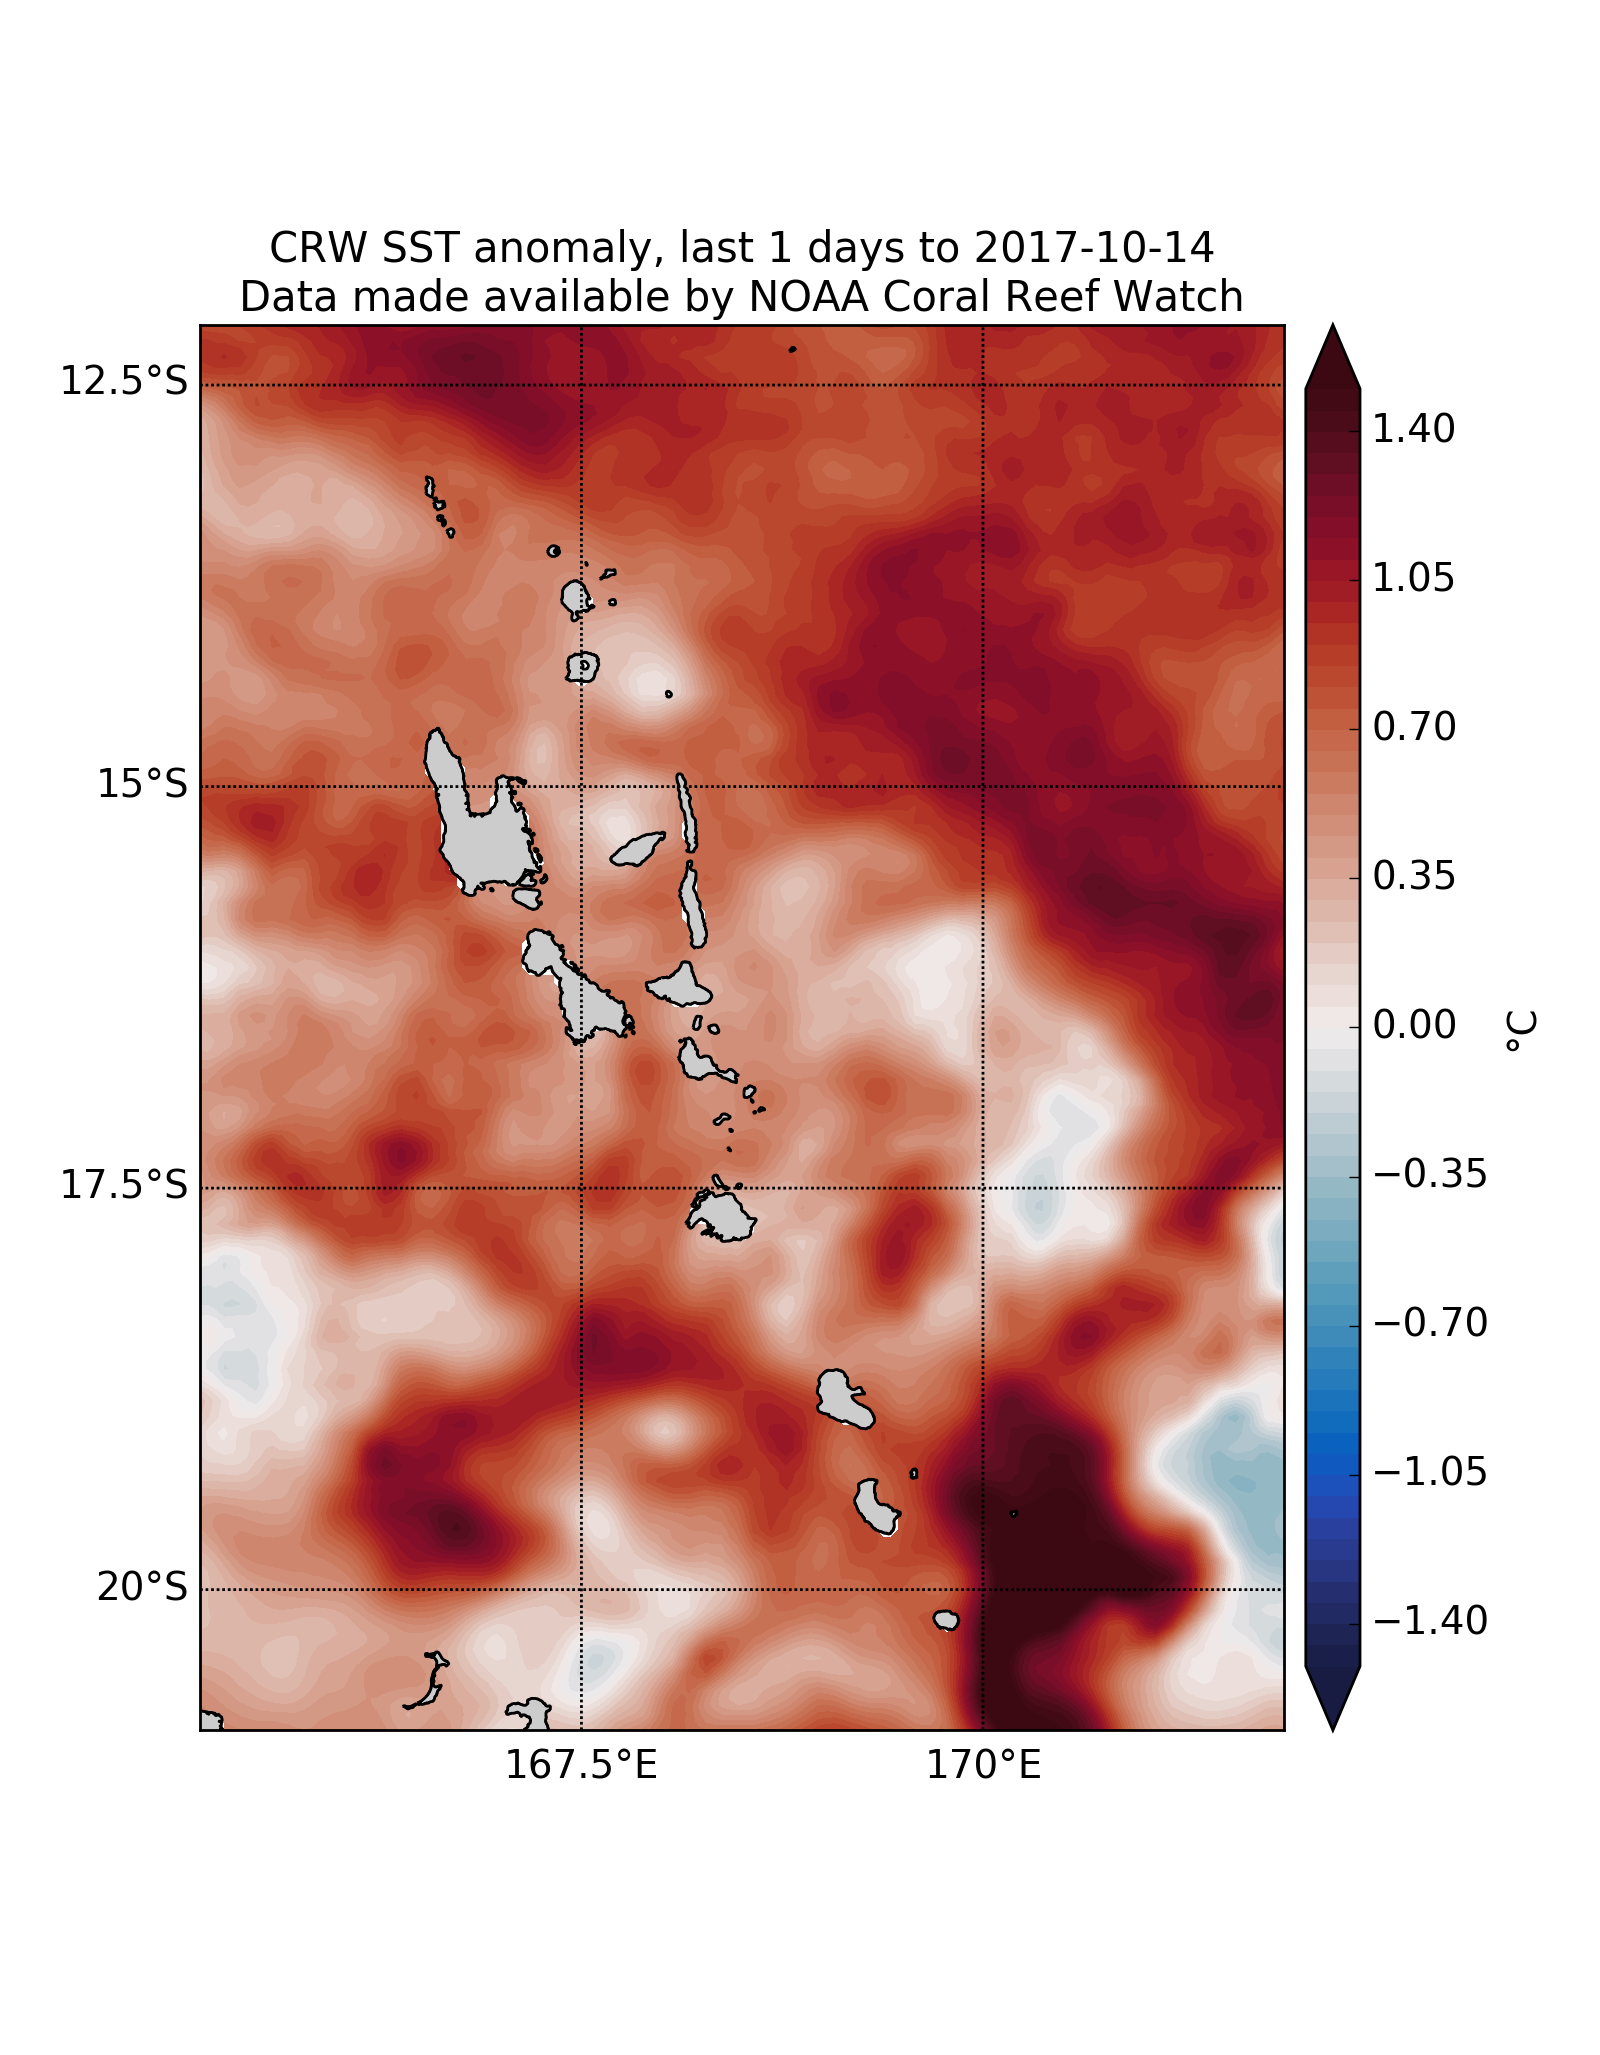 CRW SST anomaly, last 1 days to 2017-10-14
Data made available by NOAA Coral Reef Watch
12.5°S
15°S
17.5°S
20°S
167.5°E
170°E
1.40
1.05
0.70
0.35
0.00
−0.35
−0.70
−1.05
−1.40
°C